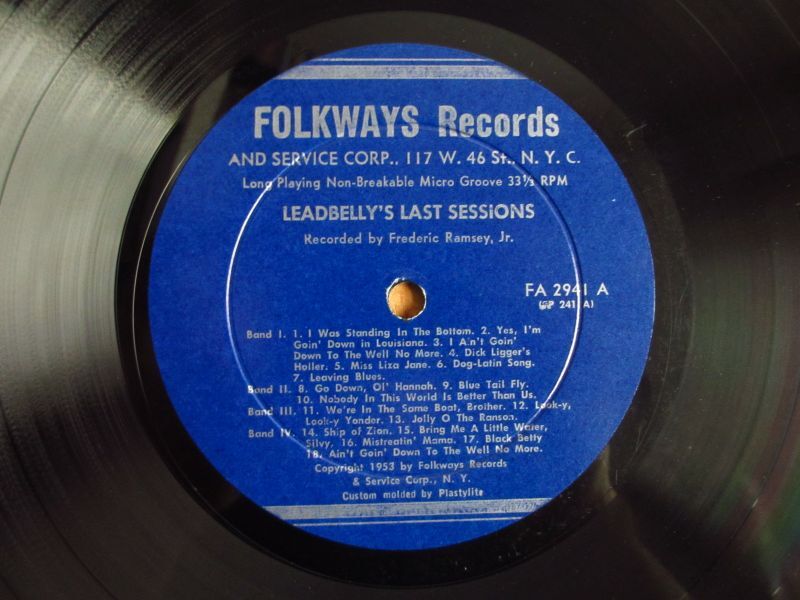 FOLKWAYS Records
AND SERVICE CORP., 117 W. 46 St., N. Y. C.
Long Playing Non-Breakable Micro Groove 33⅓ RPM
LEADBELLY'S LAST SESSIONS
Recorded by Frederic Ramsey, Jr.
FA 2941 A
Band I. 1. I Was Standing In The Bottom. 2. Yes, I'm
Goin' Down in Louisiana. 3. I Ain't Goin'
Down To The Well No More. 4. Dick Ligger's
Holler. 5. Miss Liza Jane. 6. Dog-Latin Song.
7. Leaving Blues.
Band II. 8. Go Down, Ol' Hannah. 9. Blue Tail Fly.
10. Nobody In This World Is Better Than Us.
Band III. 11. We're In The Same Boat, Brother. 12. Look-y,
Look-y Yonder. 13. Jolly O The Ransom.
Band IV. 14. Ship of Zion. 15. Bring Me A Little Water,
Silvy. 16. Mistreatin' Mama. 17. Black Betty
18. Ain't Goin' Down To The Well No More.
Copyright 1953 by Folkways Records
& Service Corp., N. Y.
Custom molded by Plastylite